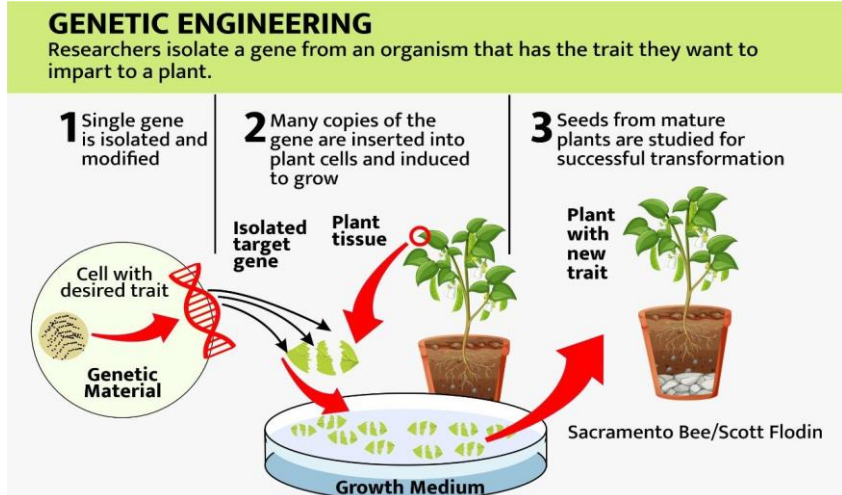 GENETIC ENGINEERING
Researchers isolate a gene from an organism that has the trait they want to
impart to a plant.
1 Single gene
is isolated and
modified
2 Many copies of the
gene are inserted into
plant cells and induced
to grow
3 Seeds from mature
plants are studied for
successful transformation
Cell with
desired trait
Genetic
Material
Isolated
target
gene
Plant
tissue
Plant
with
new
trait
Growth Medium
Sacramento Bee/Scott Flodin